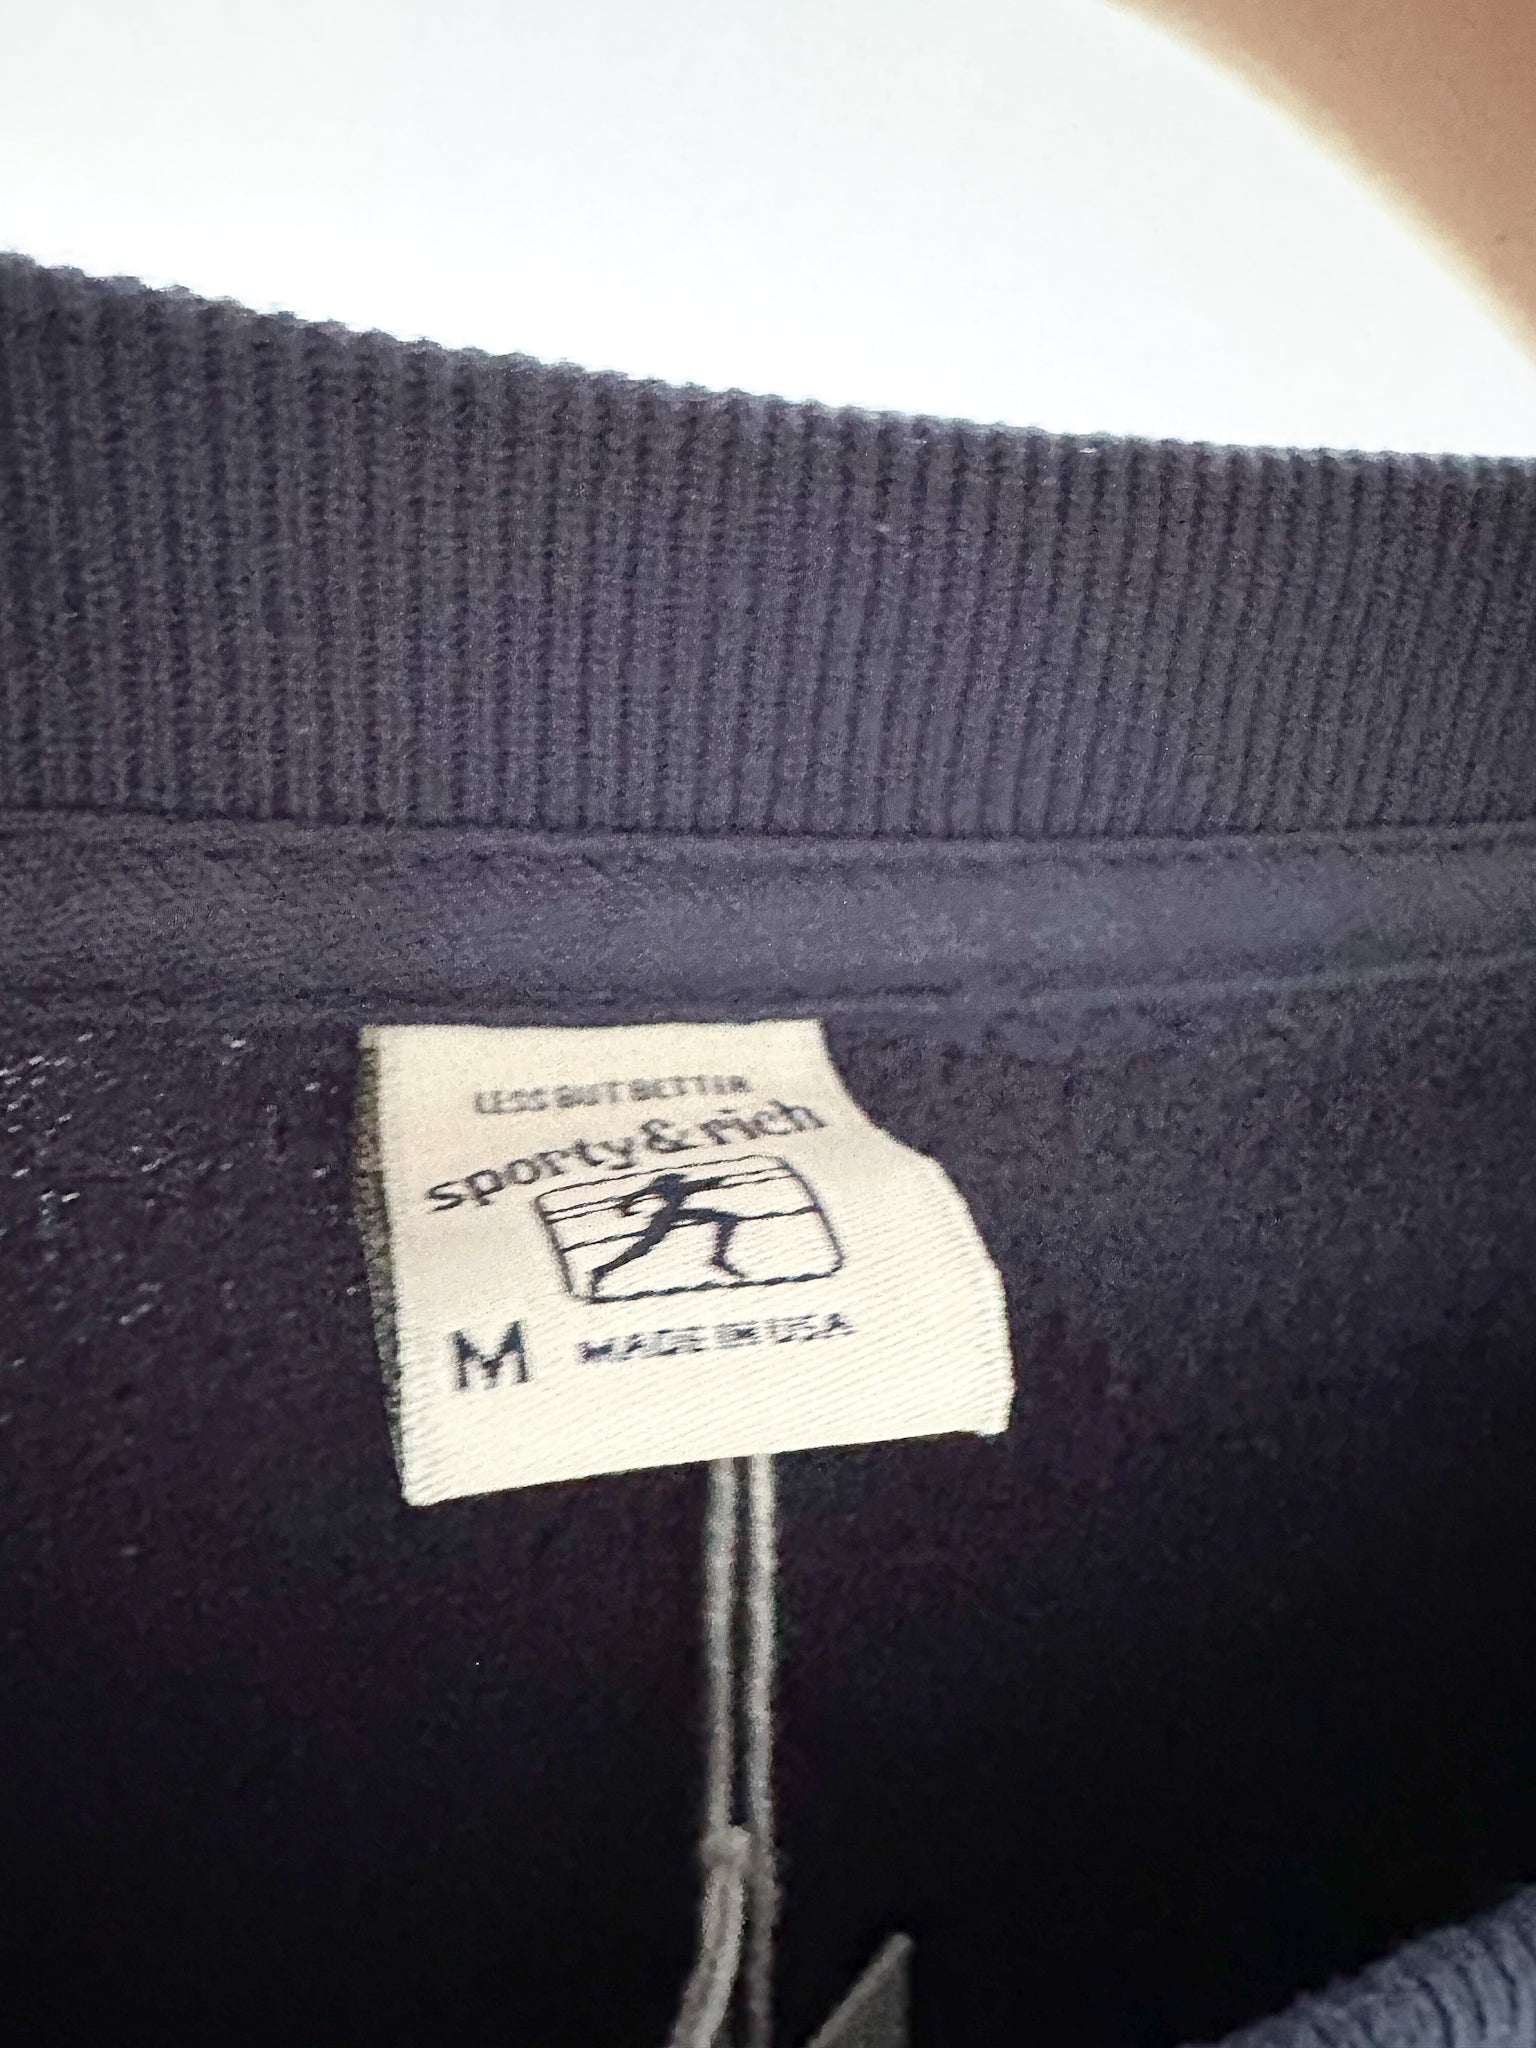 LESS BUT BETTER
sporty & rich
M MADE IN USA